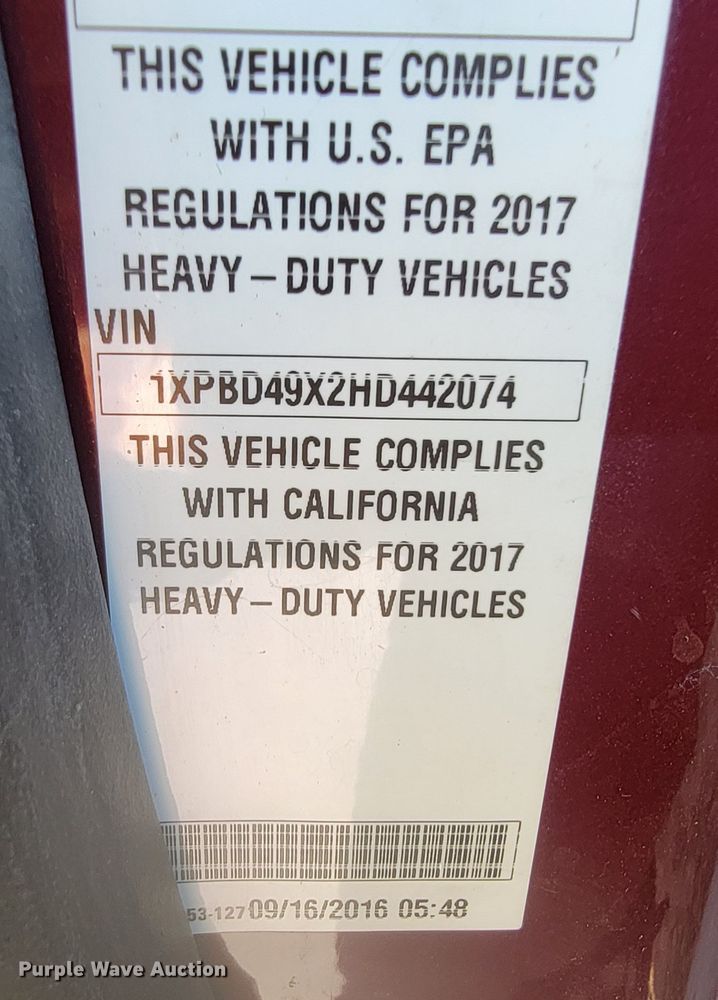 THIS VEHICLE COMPLIES
WITH U.S. EPA
REGULATIONS FOR 2017
HEAVY – DUTY VEHICLES
VIN
1XPBD49X2HD442074
THIS VEHICLE COMPLIES
WITH CALIFORNIA
REGULATIONS FOR 2017
HEAVY – DUTY VEHICLES
53-127 09/16/2016 05:48
Purple Wave Auction